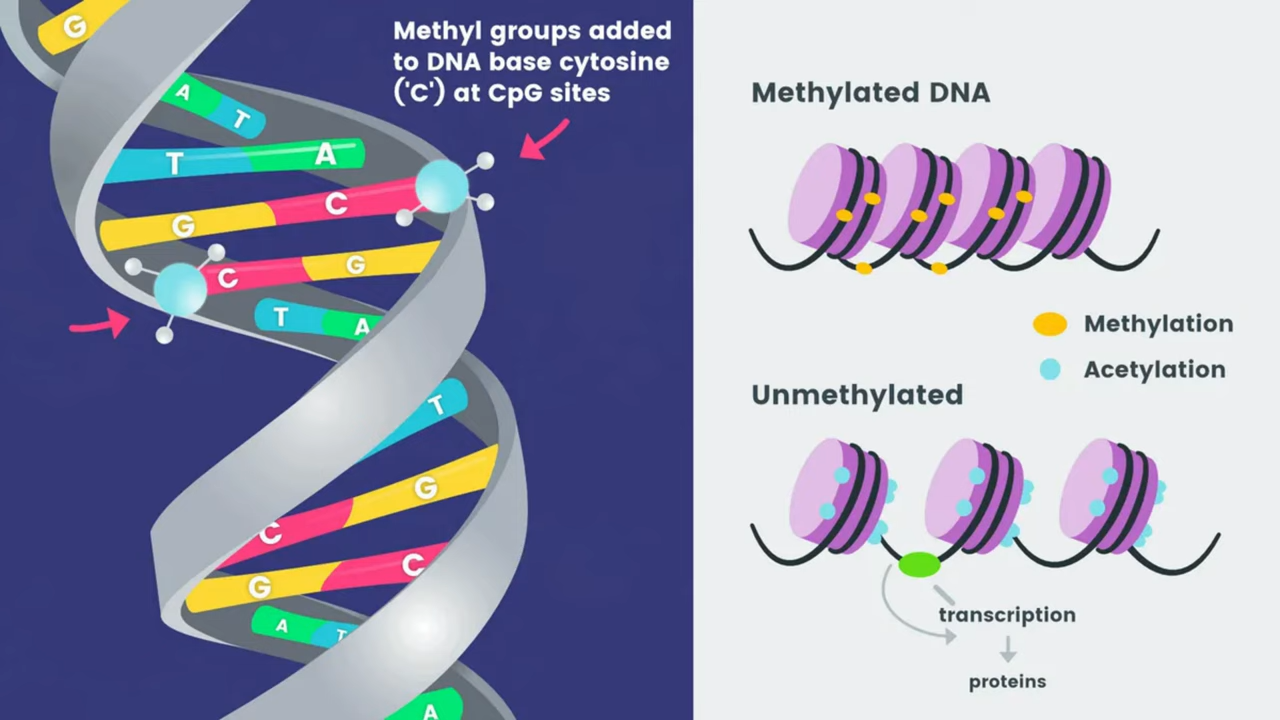 Methyl groups added
to DNA base cytosine
('C') at CpG sites
G
A T
T A
G C
C G
T A
T
C G
G C
A T
A
Methylated DNA
Methylation
Acetylation
Unmethylated
transcription
proteins